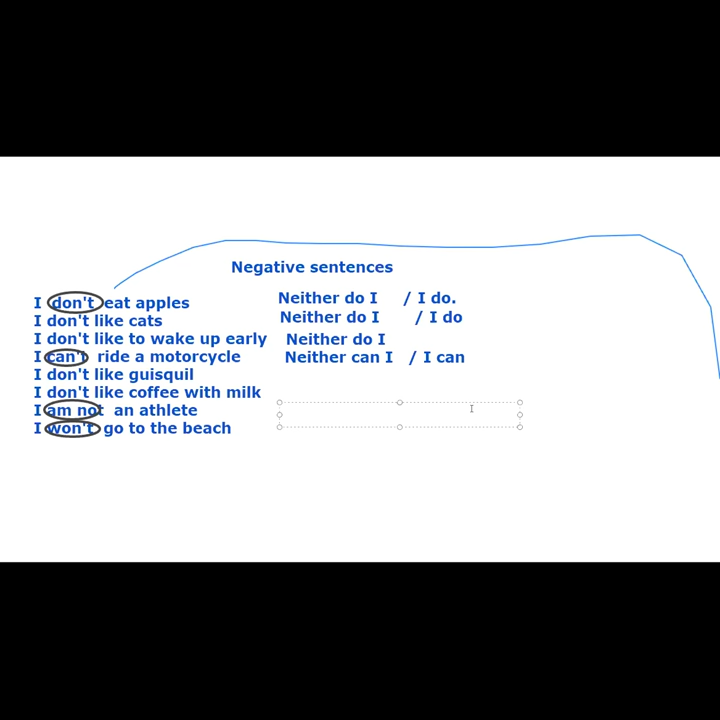 Negative sentences
I don't eat apples
I don't like cats
I don't like to wake up early
I can't ride a motorcycle
I don't like guisquil
I don't like coffee with milk
I am not an athlete
I won't go to the beach
Neither do I / I do.
Neither do I / I do
Neither do I
Neither can I / I can